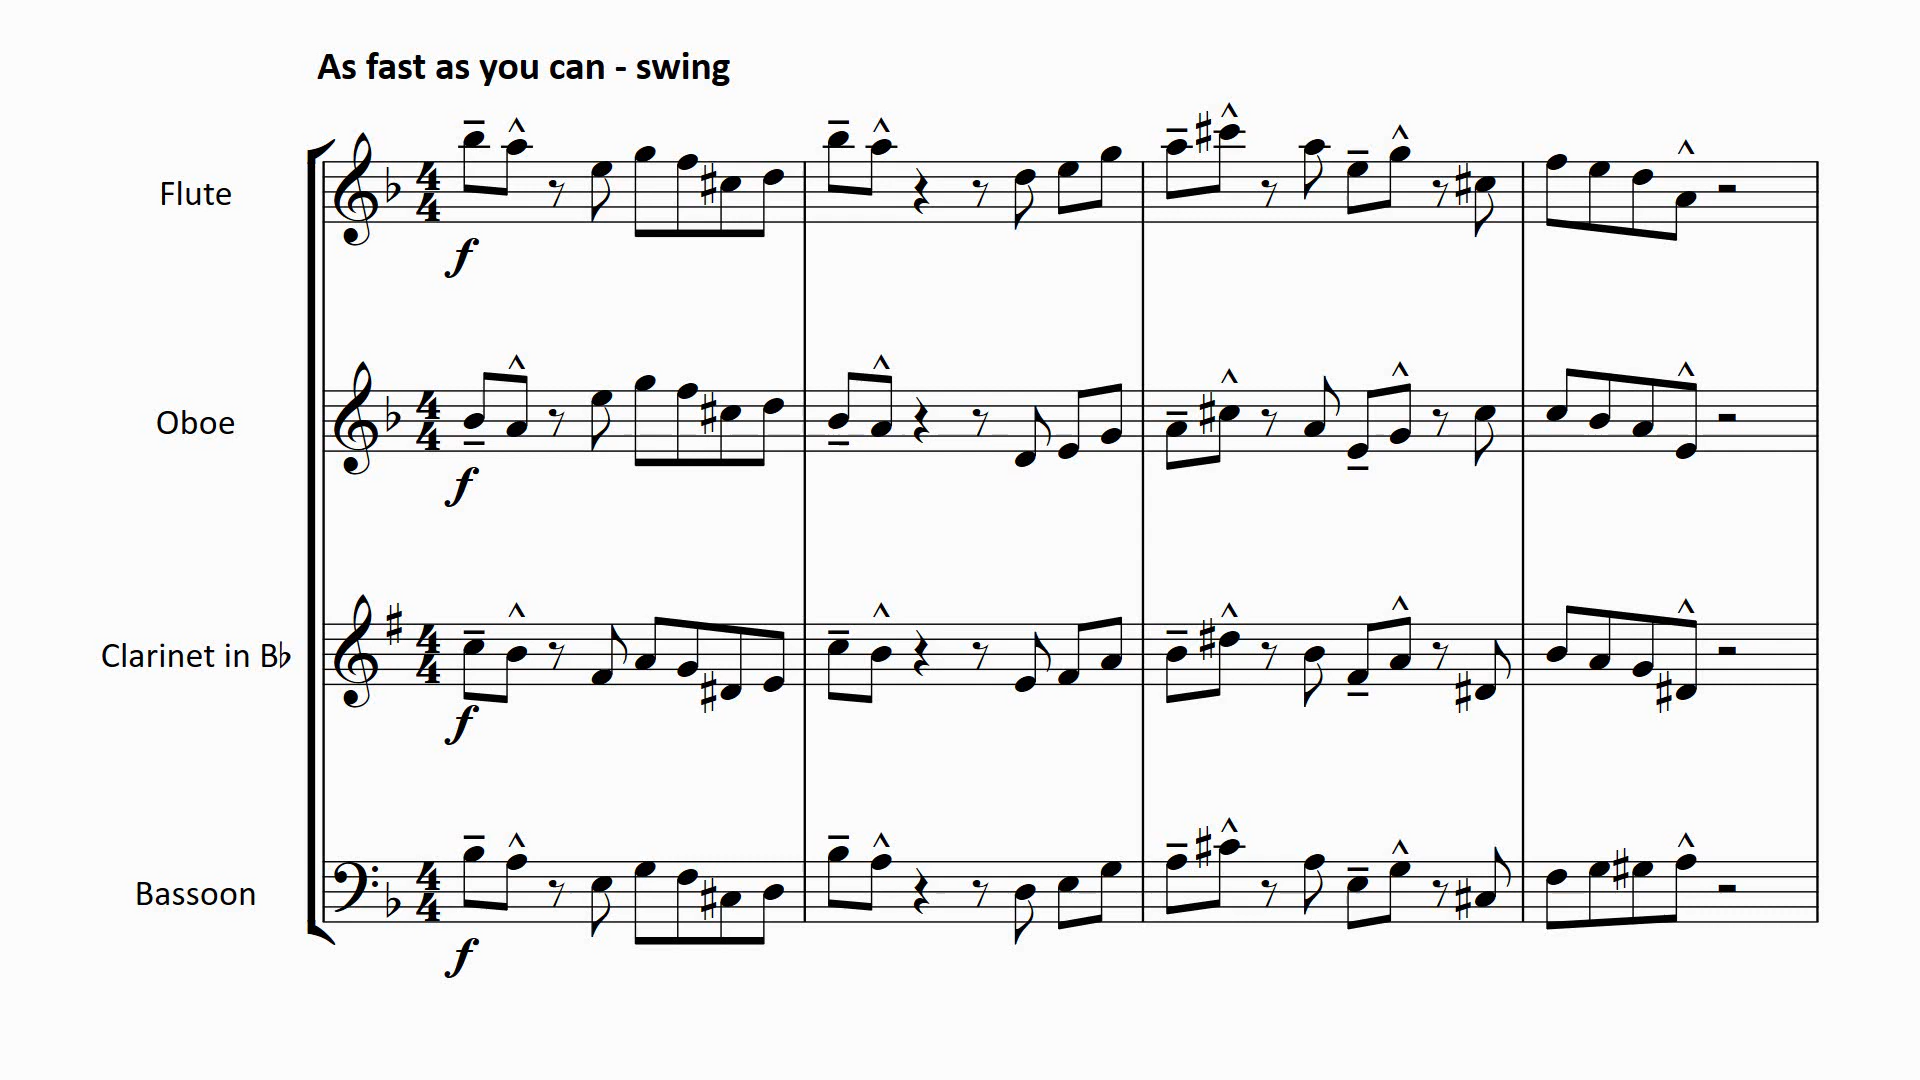 As fast as you can - swing
Flute
f
Oboe
f
Clarinet in B♭
f
Bassoon
f